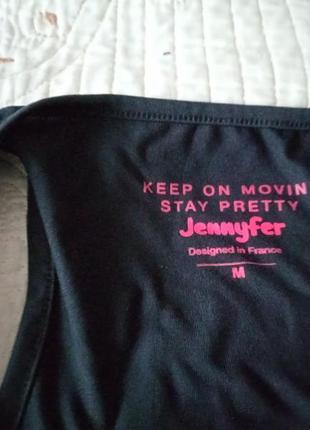 KEEP ON MOVIN
STAY PRETTY
Jennyfer
Designed in France
M